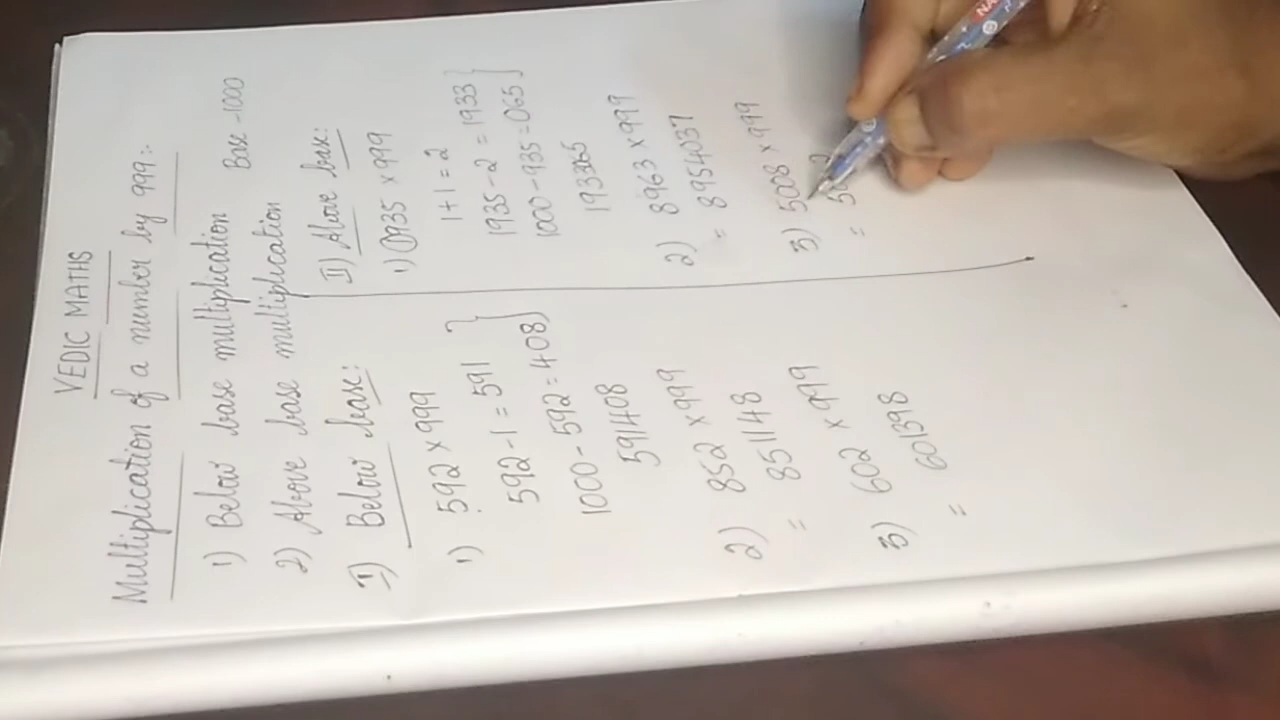 VEDIC MATHS
Multiplication of a number by 999:-
1) Below base multiplication Base - 1000
2) Above base multiplication
I) Below base:
1) 592 x 999
592 - 1 = 591 }
1000 - 592 = 408 }
591408
2) 852 x 999
= 851148
3) 602 x 999
= 601398
II) Above base:
1) 1935 x 999
1 + 1 = 2
1935 - 2 = 1933 }
1000 - 935 = 065 }
1933065
2) 8963 x 999
= 8954037
3) 5008 x 999
=
NA